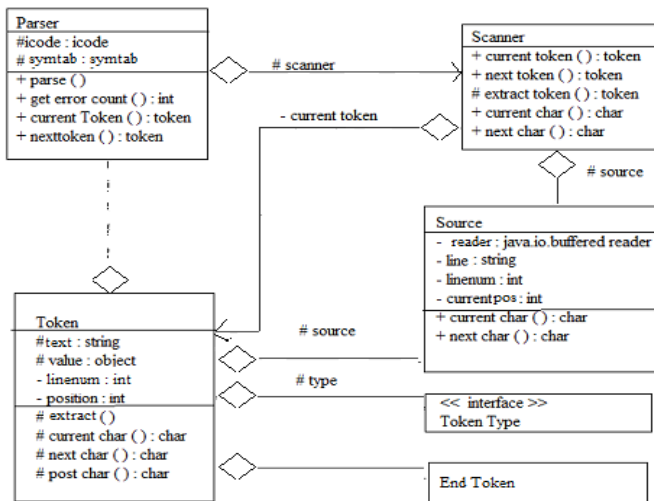 Parser
#icode : icode
# symtab : symtab
+ parse ( )
+ get error count ( ) : int
+ current Token ( ) : token
+ nexttoken ( ) : token
# scanner
Scanner
+ current token ( ) : token
+ next token ( ) : token
# extract token ( ) : token
+ current char ( ) : char
+ next char ( ) : char
- current token
# source
Source
- reader : java.io.buffered reader
- line : string
- linenum : int
- currentpos : int
+ current char ( ) : char
+ next char ( ) : char
Token
#text : string
# value : object
- linenum : int
- position : int
# extract ( )
# current char ( ) : char
# next char ( ) : char
# post char ( ) : char
# source
# type
<< interface >>
Token Type
End Token